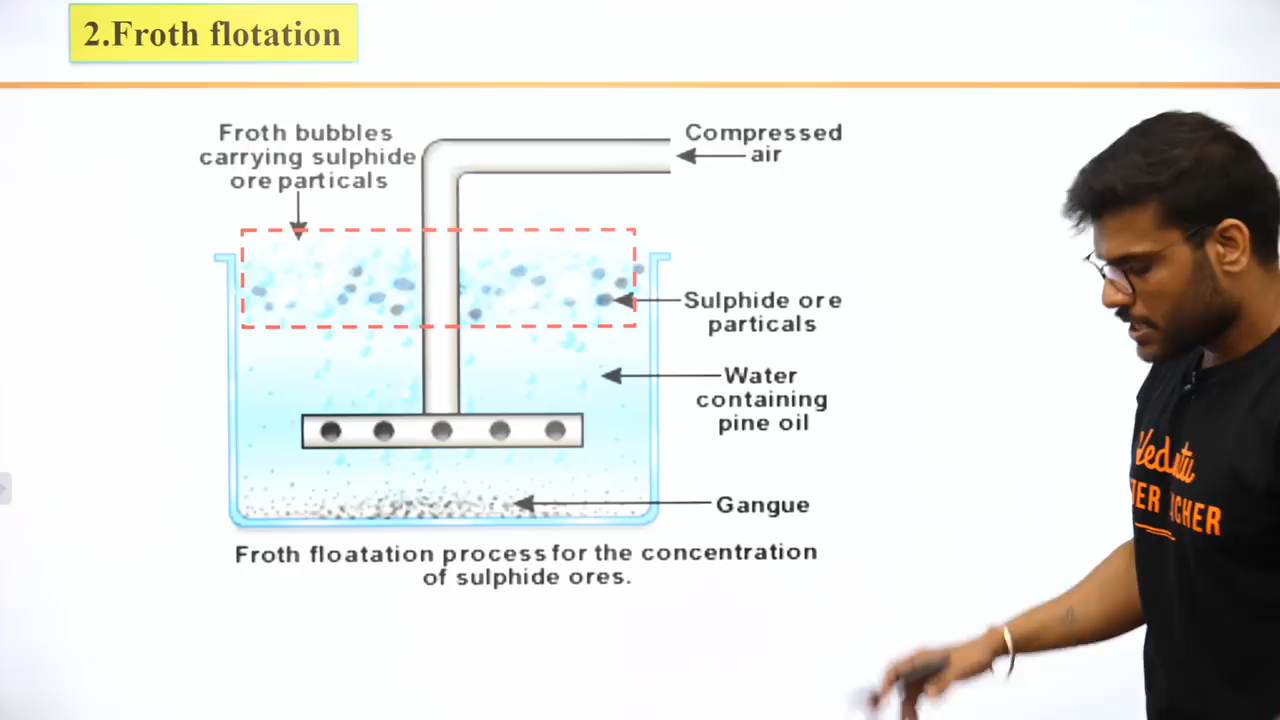 2.Froth flotation
Froth bubbles
carrying sulphide
ore particals
Compressed
air
Sulphide ore
particals
Water
containing
pine oil
Gangue
Froth floatation process for the concentration
of sulphide ores.
Vedantu